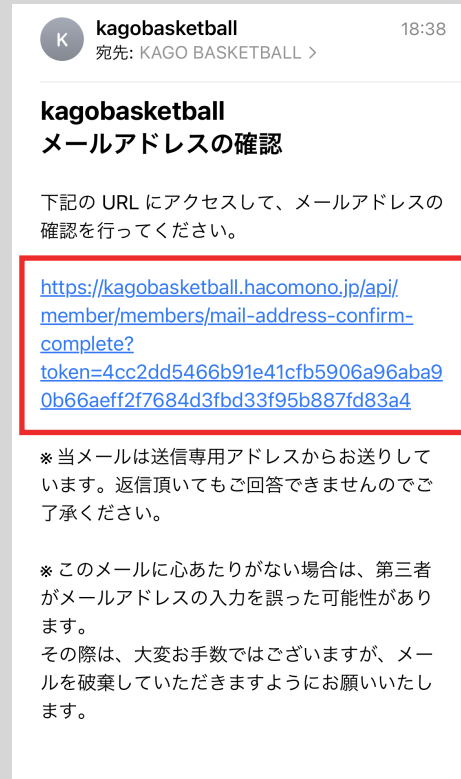 K
kagobasketball
18:38
宛先: KAGO BASKETBALL >
kagobasketball
メールアドレスの確認
下記の URL にアクセスして、メールアドレスの
確認を行ってください。
https://kagobasketball.hacomono.jp/api/
member/members/mail-address-confirm-
complete?
token=4cc2dd5466b91e41cfb5906a96aba9
0b66aeff2f7684d3fbd33f95b887fd83a4
※ 当メールは送信専用アドレスからお送りして
います。返信頂いてもご回答できませんのでご
了承ください。
※ このメールに心あたりがない場合は、第三者
がメールアドレスの入力を誤った可能性があり
ます。
その際は、大変お手数ではございますが、メー
ルを破棄していただきますようにお願いいたし
ます。